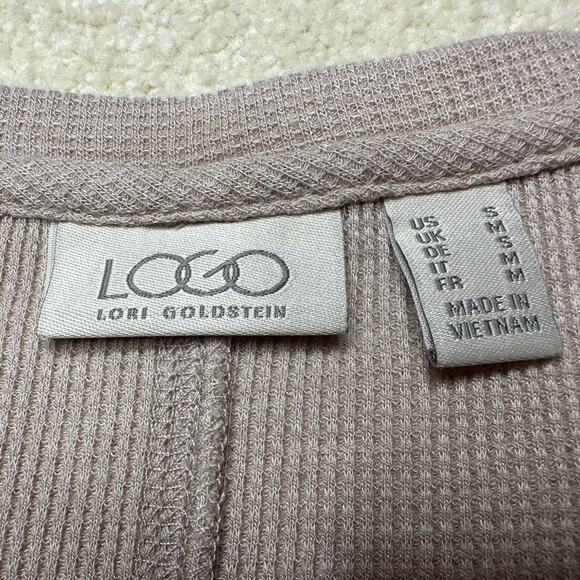 LOGO
LORI GOLDSTEIN
US S
UK M
DE S
IT M
FR M
MADE IN
VIETNAM